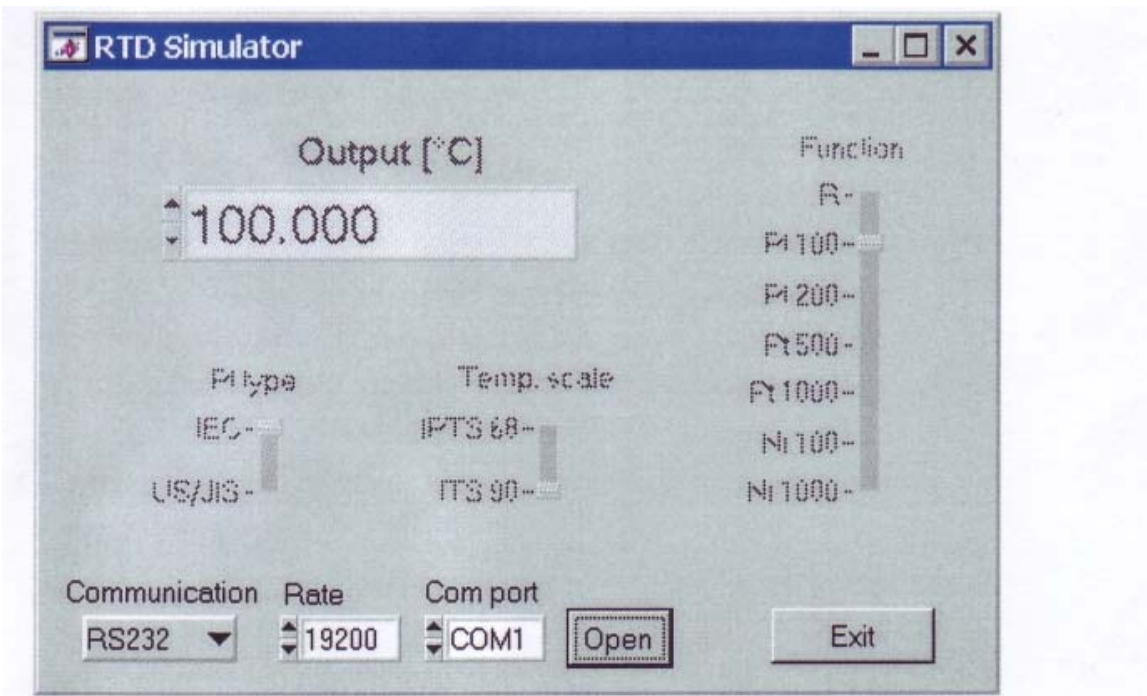 RTD Simulator
Output [°C]
100.000
Function
R
Pt 100
Pt 200
Pt 500
Pt 1000
Ni 100
Ni 1000
Pt type
IEC
US/JIS
Temp. scale
IPTS 68
ITS 90
Communication
RS232
Rate
19200
Com port
COM1
Open
Exit